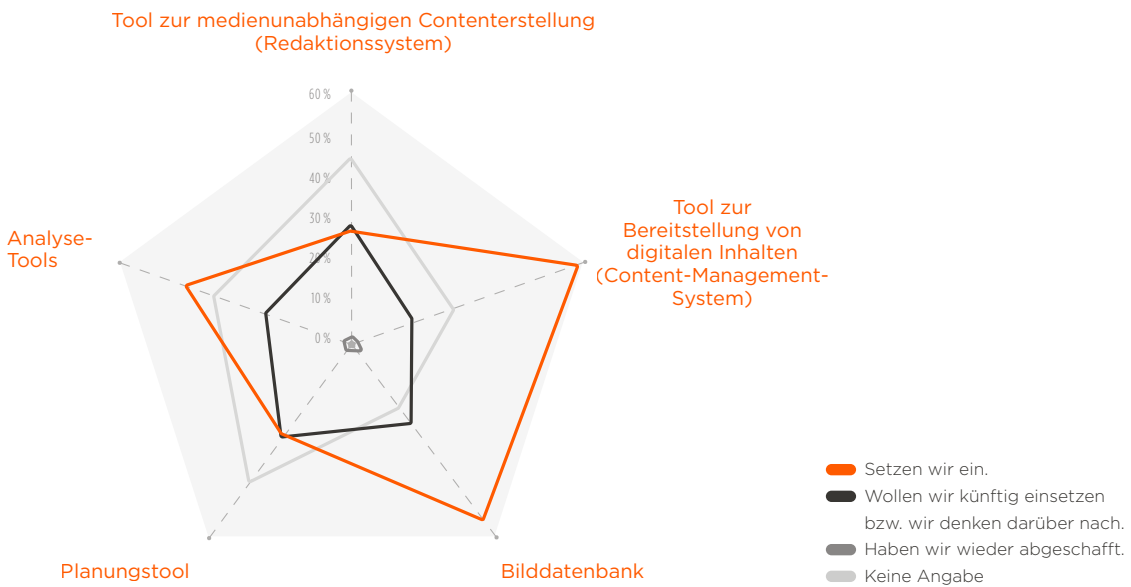 Tool zur medienunabhängigen Contenterstellung
(Redaktionssystem)
60 %
50 %
40 %
30 %
20 %
10 %
0 %
Tool zur
Bereitstellung von
digitalen Inhalten
(Content-Management-
System)
Analyse-
Tools
Planungstool
Bilddatenbank
Setzen wir ein.
Wollen wir künftig einsetzen
bzw. wir denken darüber nach.
Haben wir wieder abgeschafft.
Keine Angabe